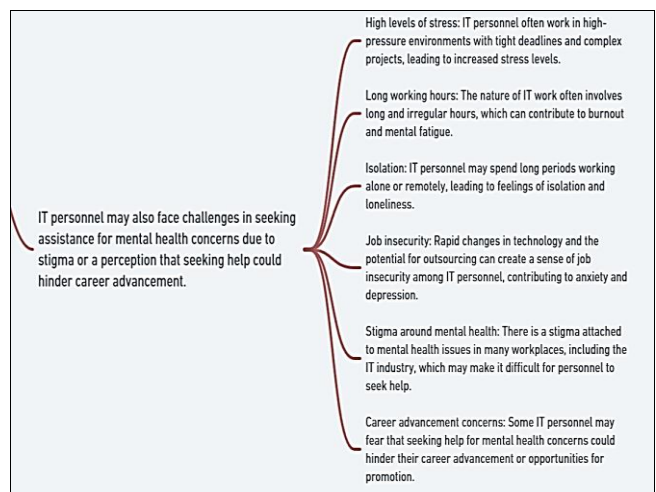 IT personnel may also face challenges in seeking
assistance for mental health concerns due to
stigma or a perception that seeking help could
hinder career advancement.
High levels of stress: IT personnel often work in high-
pressure environments with tight deadlines and complex
projects, leading to increased stress levels.
Long working hours: The nature of IT work often involves
long and irregular hours, which can contribute to burnout
and mental fatigue.
Isolation: IT personnel may spend long periods working
alone or remotely, leading to feelings of isolation and
loneliness.
Job insecurity: Rapid changes in technology and the
potential for outsourcing can create a sense of job
insecurity among IT personnel, contributing to anxiety and
depression.
Stigma around mental health: There is a stigma attached
to mental health issues in many workplaces, including the
IT industry, which may make it difficult for personnel to
seek help.
Career advancement concerns: Some IT personnel may
fear that seeking help for mental health concerns could
hinder their career advancement or opportunities for
promotion.